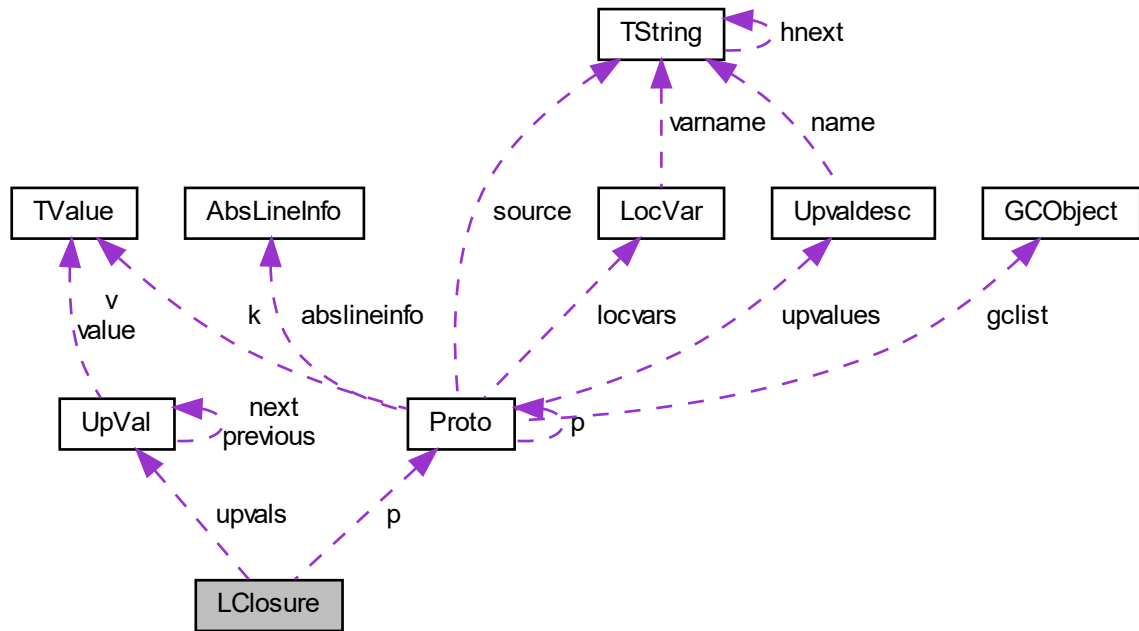 TString
hnext
varname
name
TValue
AbsLineInfo
source
LocVar
Upvaldesc
GCObject
v
value
k
abslineinfo
locvars
upvalues
gclist
UpVal
next
previous
Proto
p
upvals
p
LClosure